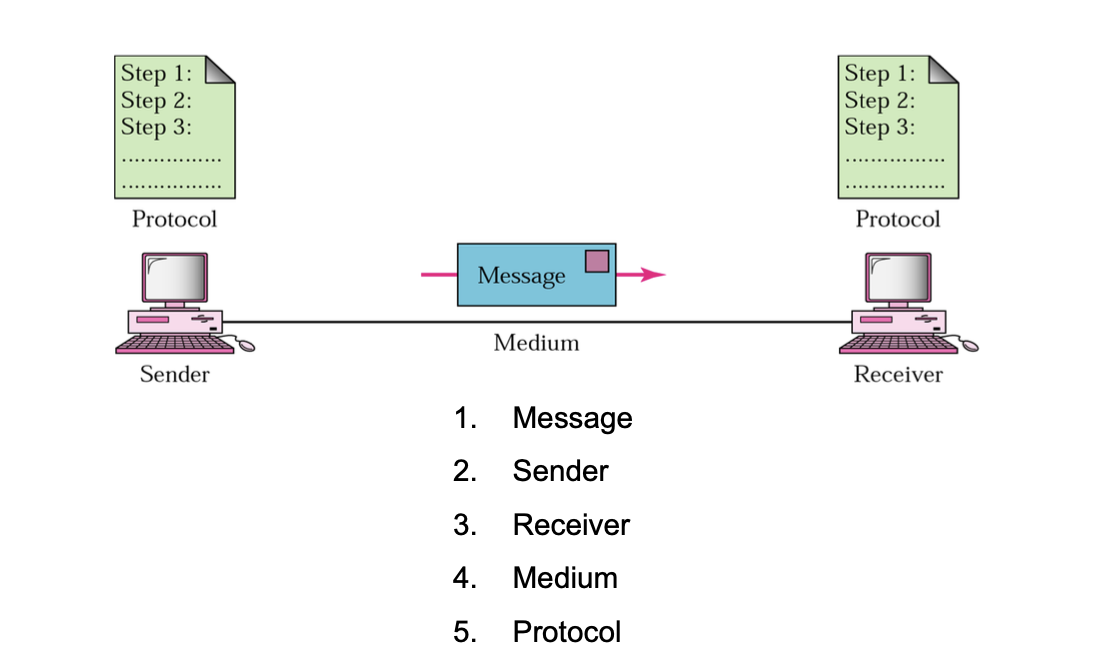 Step 1:
Step 2:
Step 3:
................
................
Protocol
Step 1:
Step 2:
Step 3:
................
................
Protocol
Message
Medium
Sender
Receiver
1. Message
2. Sender
3. Receiver
4. Medium
5. Protocol